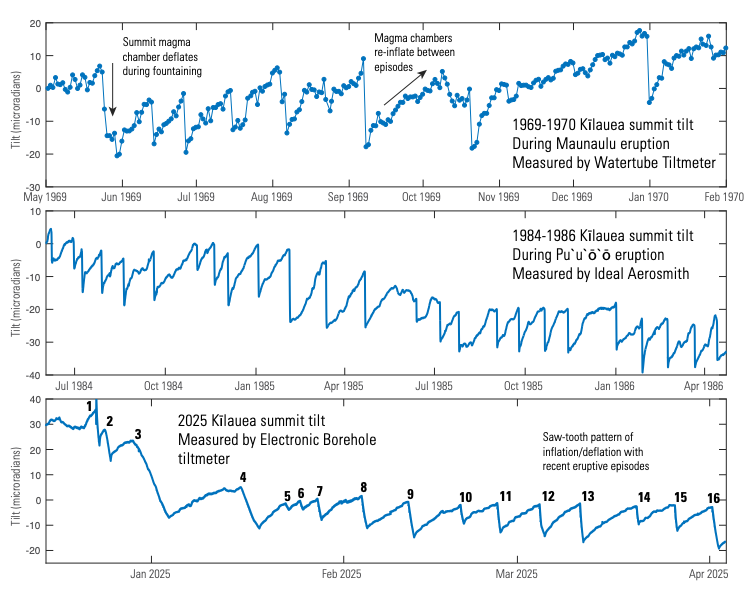 20
10
0
-10
-20
-30
Tilt (microradians)
Summit magma
chamber deflates
during fountaining
Magma chambers
re-inflate between
episodes
1969-1970 Kīlauea summit tilt
During Maunaulu eruption
Measured by Watertube Tiltmeter
May 1969 Jun 1969 Jul 1969 Aug 1969 Sep 1969 Oct 1969 Nov 1969 Dec 1969 Jan 1970 Feb 1970
10
0
-10
-20
-30
-40
Tilt (microradians)
1984-1986 Kīlauea summit tilt
During Pu`u`ō`ō eruption
Measured by Ideal Aerosmith
Jul 1984 Oct 1984 Jan 1985 Apr 1985 Jul 1985 Oct 1985 Jan 1986 Apr 1986
40
30
20
10
0
-10
-20
Tilt (microradians)
2025 Kīlauea summit tilt
Measured by Electronic Borehole
tiltmeter
Saw-tooth pattern of
inflation/deflation with
recent eruptive episodes
1 2 3 4 5 6 7 8 9 10 11 12 13 14 15 16
Jan 2025 Feb 2025 Mar 2025 Apr 2025